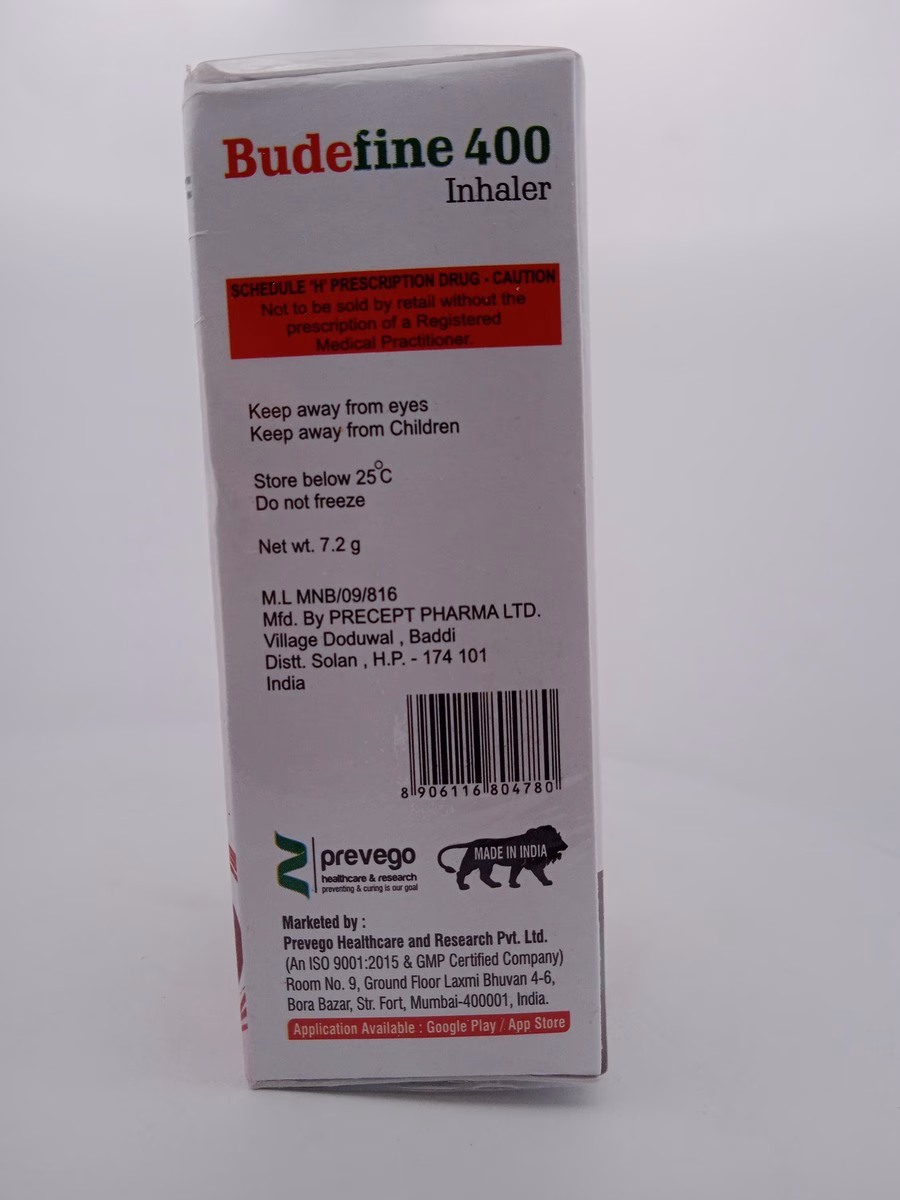 Budefine 400
Inhaler
SCHEDULE 'H' PRESCRIPTION DRUG - CAUTION
Not to be sold by retail without the
prescription of a Registered
Medical Practitioner.
Keep away from eyes
Keep away from Children
Store below 25°C
Do not freeze
Net wt. 7.2 g
M.L MNB/09/816
Mfd. By PRECEPT PHARMA LTD.
Village Doduwal , Baddi
Distt. Solan , H.P. - 174 101
India
8 906116 804780
prevego
healthcare & research
preventing & curing is our goal
MADE IN INDIA
Marketed by :
Prevego Healthcare and Research Pvt. Ltd.
(An ISO 9001:2015 & GMP Certified Company)
Room No. 9, Ground Floor Laxmi Bhuvan 4-6,
Bora Bazar, Str. Fort, Mumbai-400001, India.
Application Available : Google Play / App Store